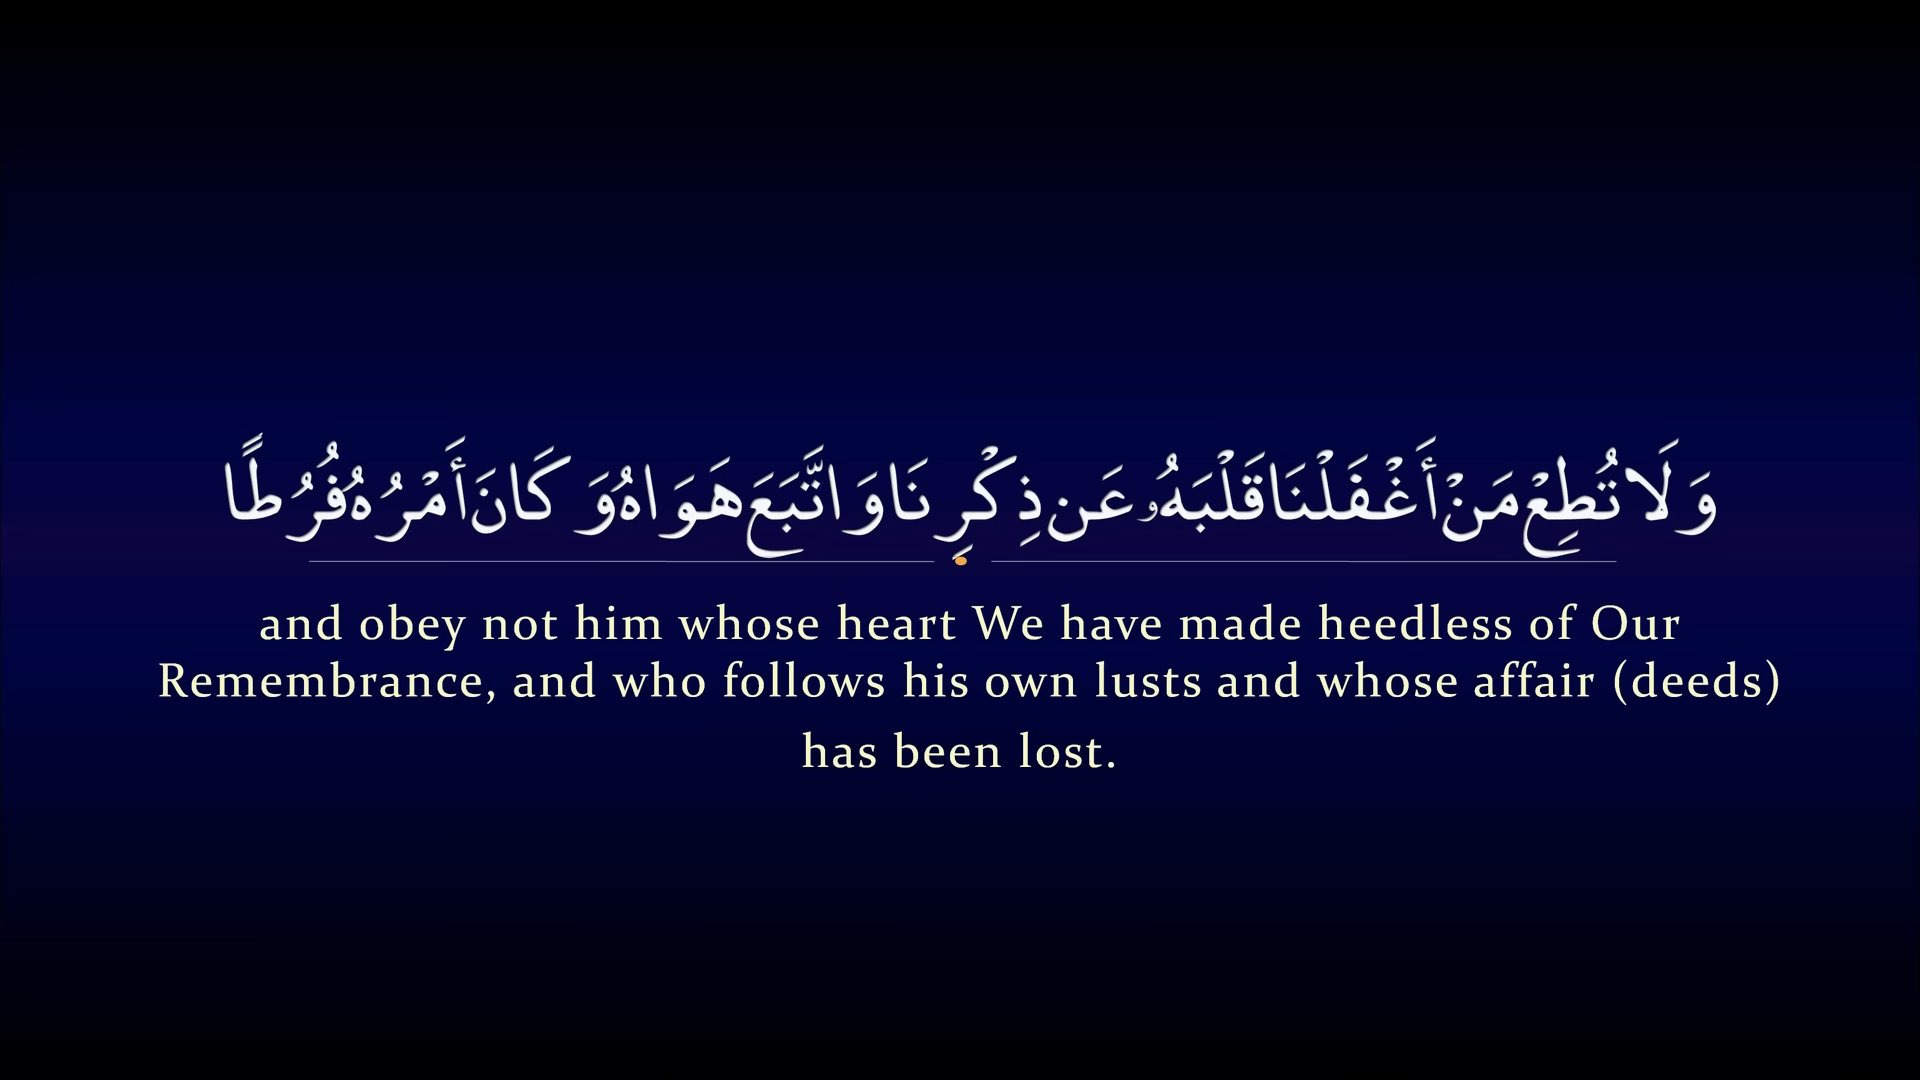 وَلَا تُطِعْ مَنْ أَغْفَلْنَا قَلْبَهُۥ عَن ذِكْرِنَا وَاتَّبَعَ هَوَاهُ وَكَانَ أَمْرُهُ فُرُطًا
and obey not him whose heart We have made heedless of Our
Remembrance, and who follows his own lusts and whose affair (deeds)
has been lost.